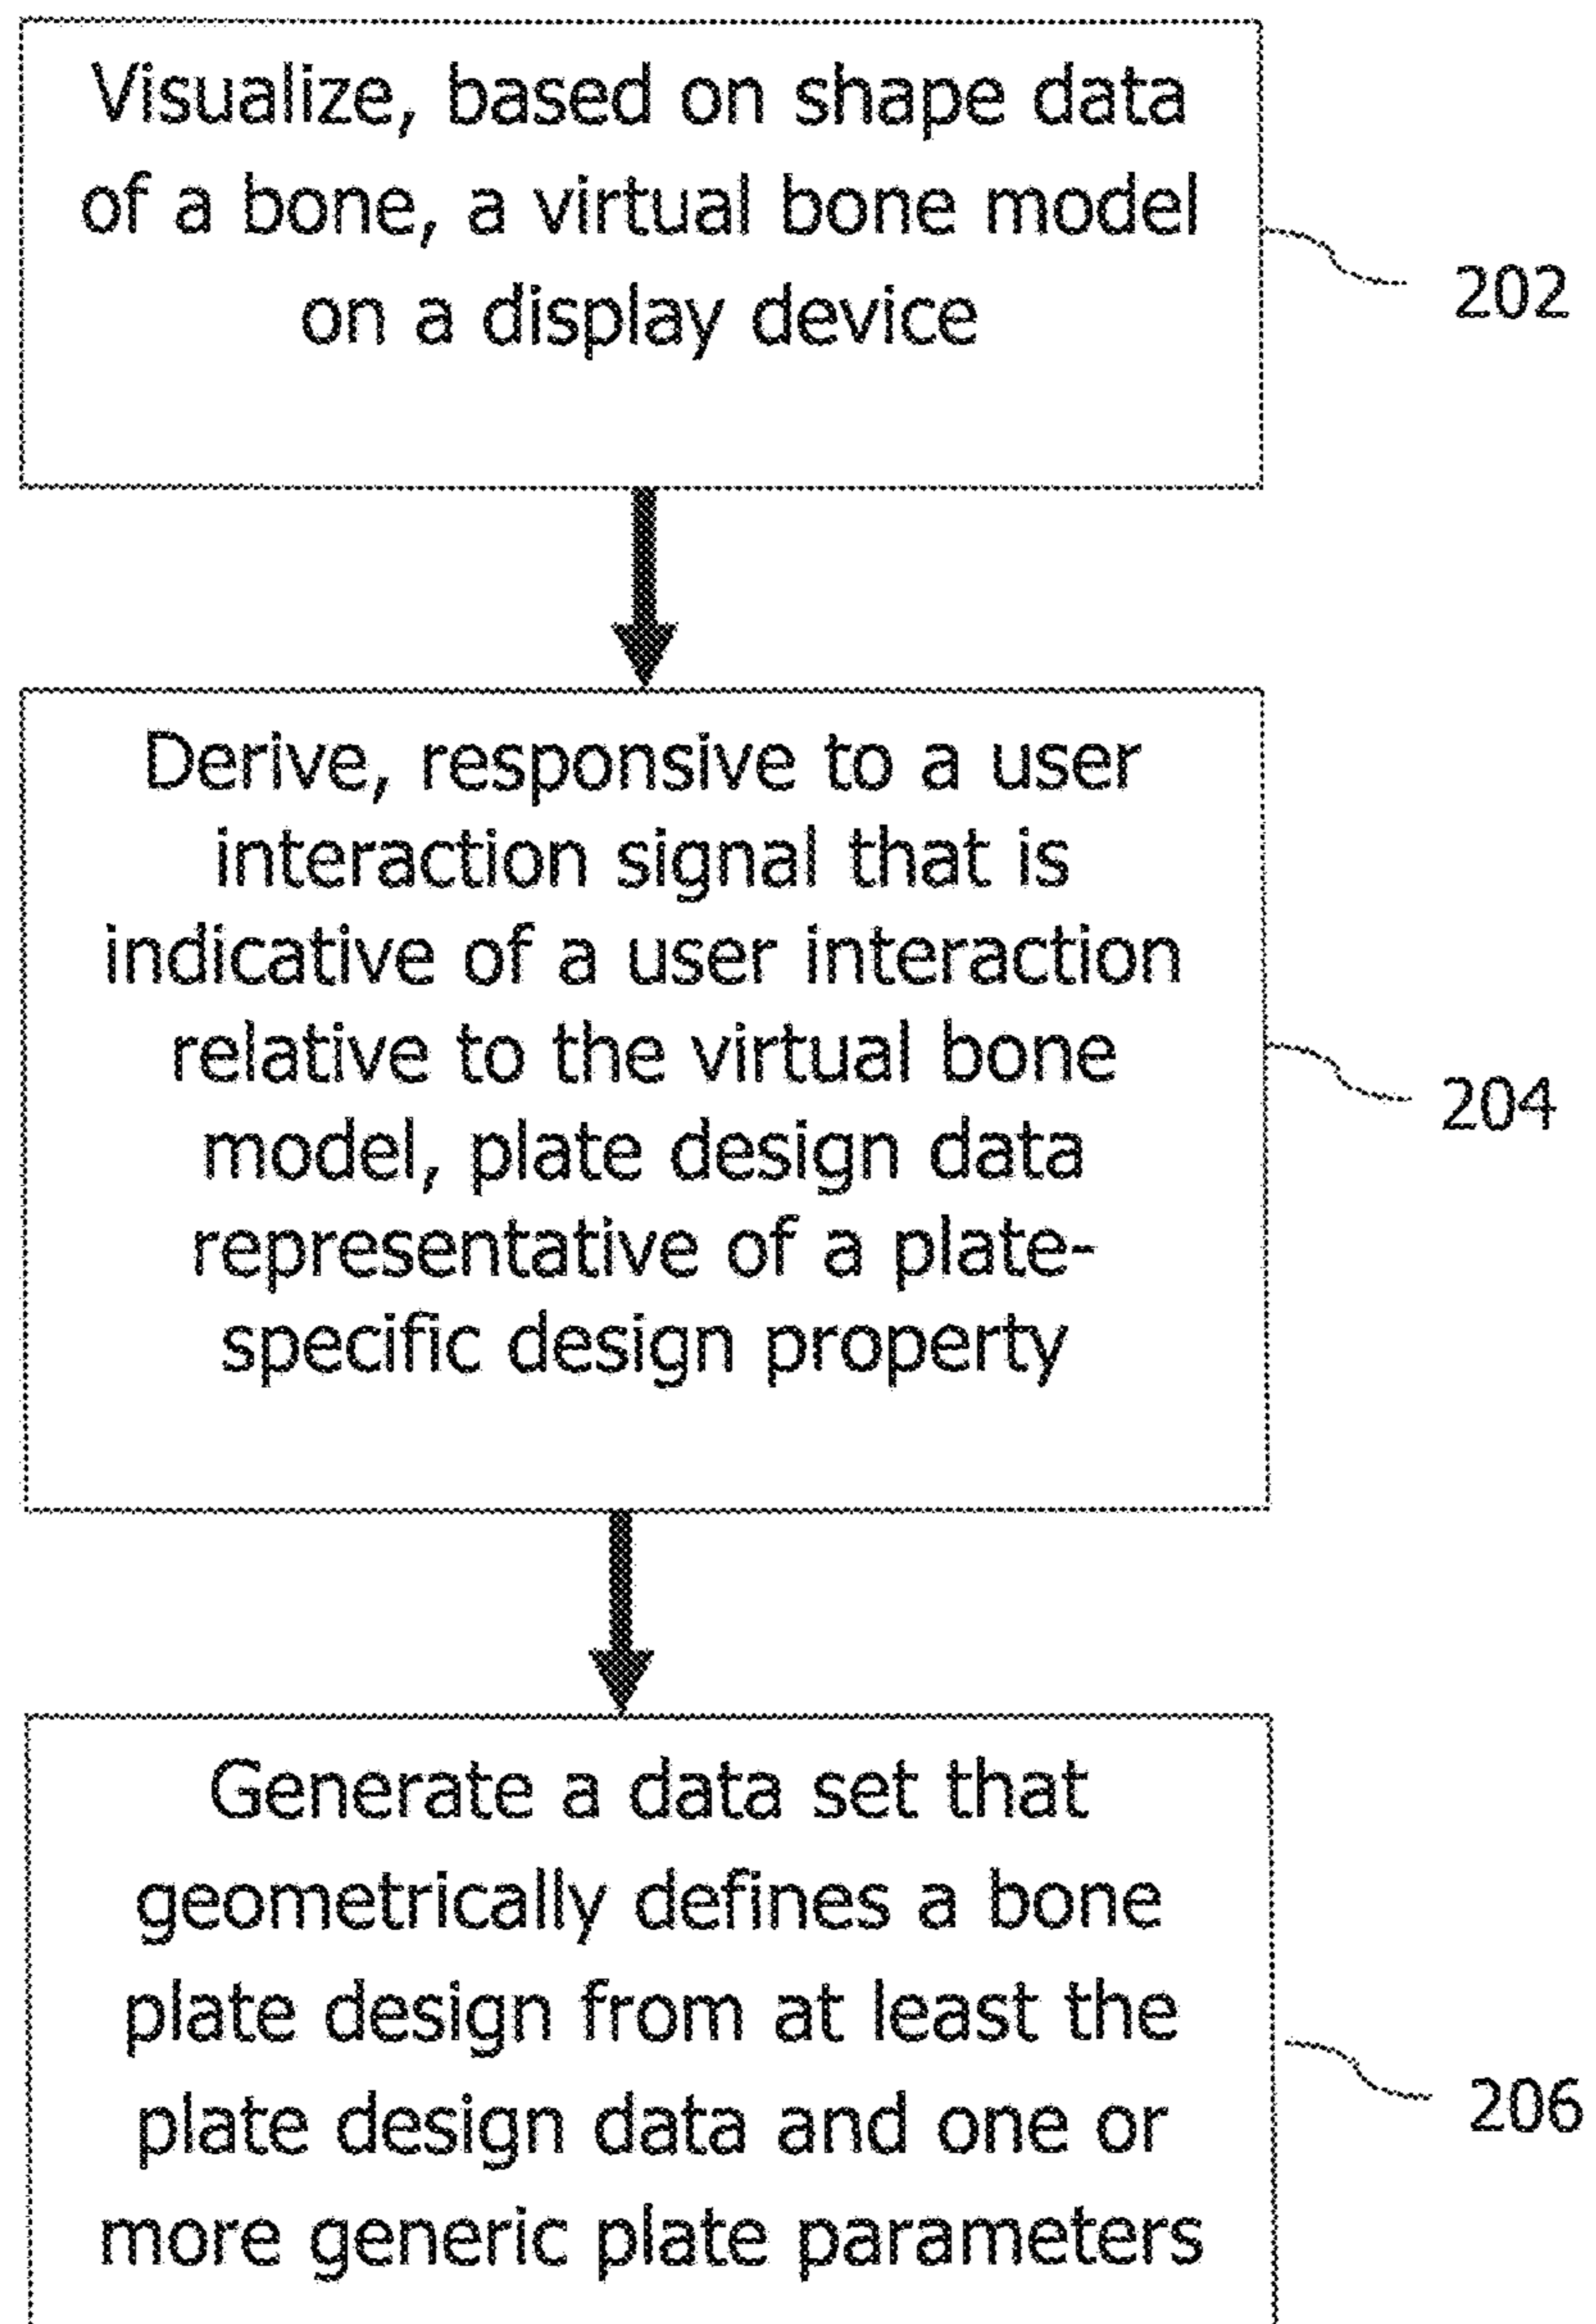 Visualize, based on shape data
of a bone, a virtual bone model
on a display device
202
Derive, responsive to a user
interaction signal that is
indicative of a user interaction
relative to the virtual bone
model, plate design data
representative of a plate-
specific design property
204
Generate a data set that
geometrically defines a bone
plate design from at least the
plate design data and one or
more generic plate parameters
206